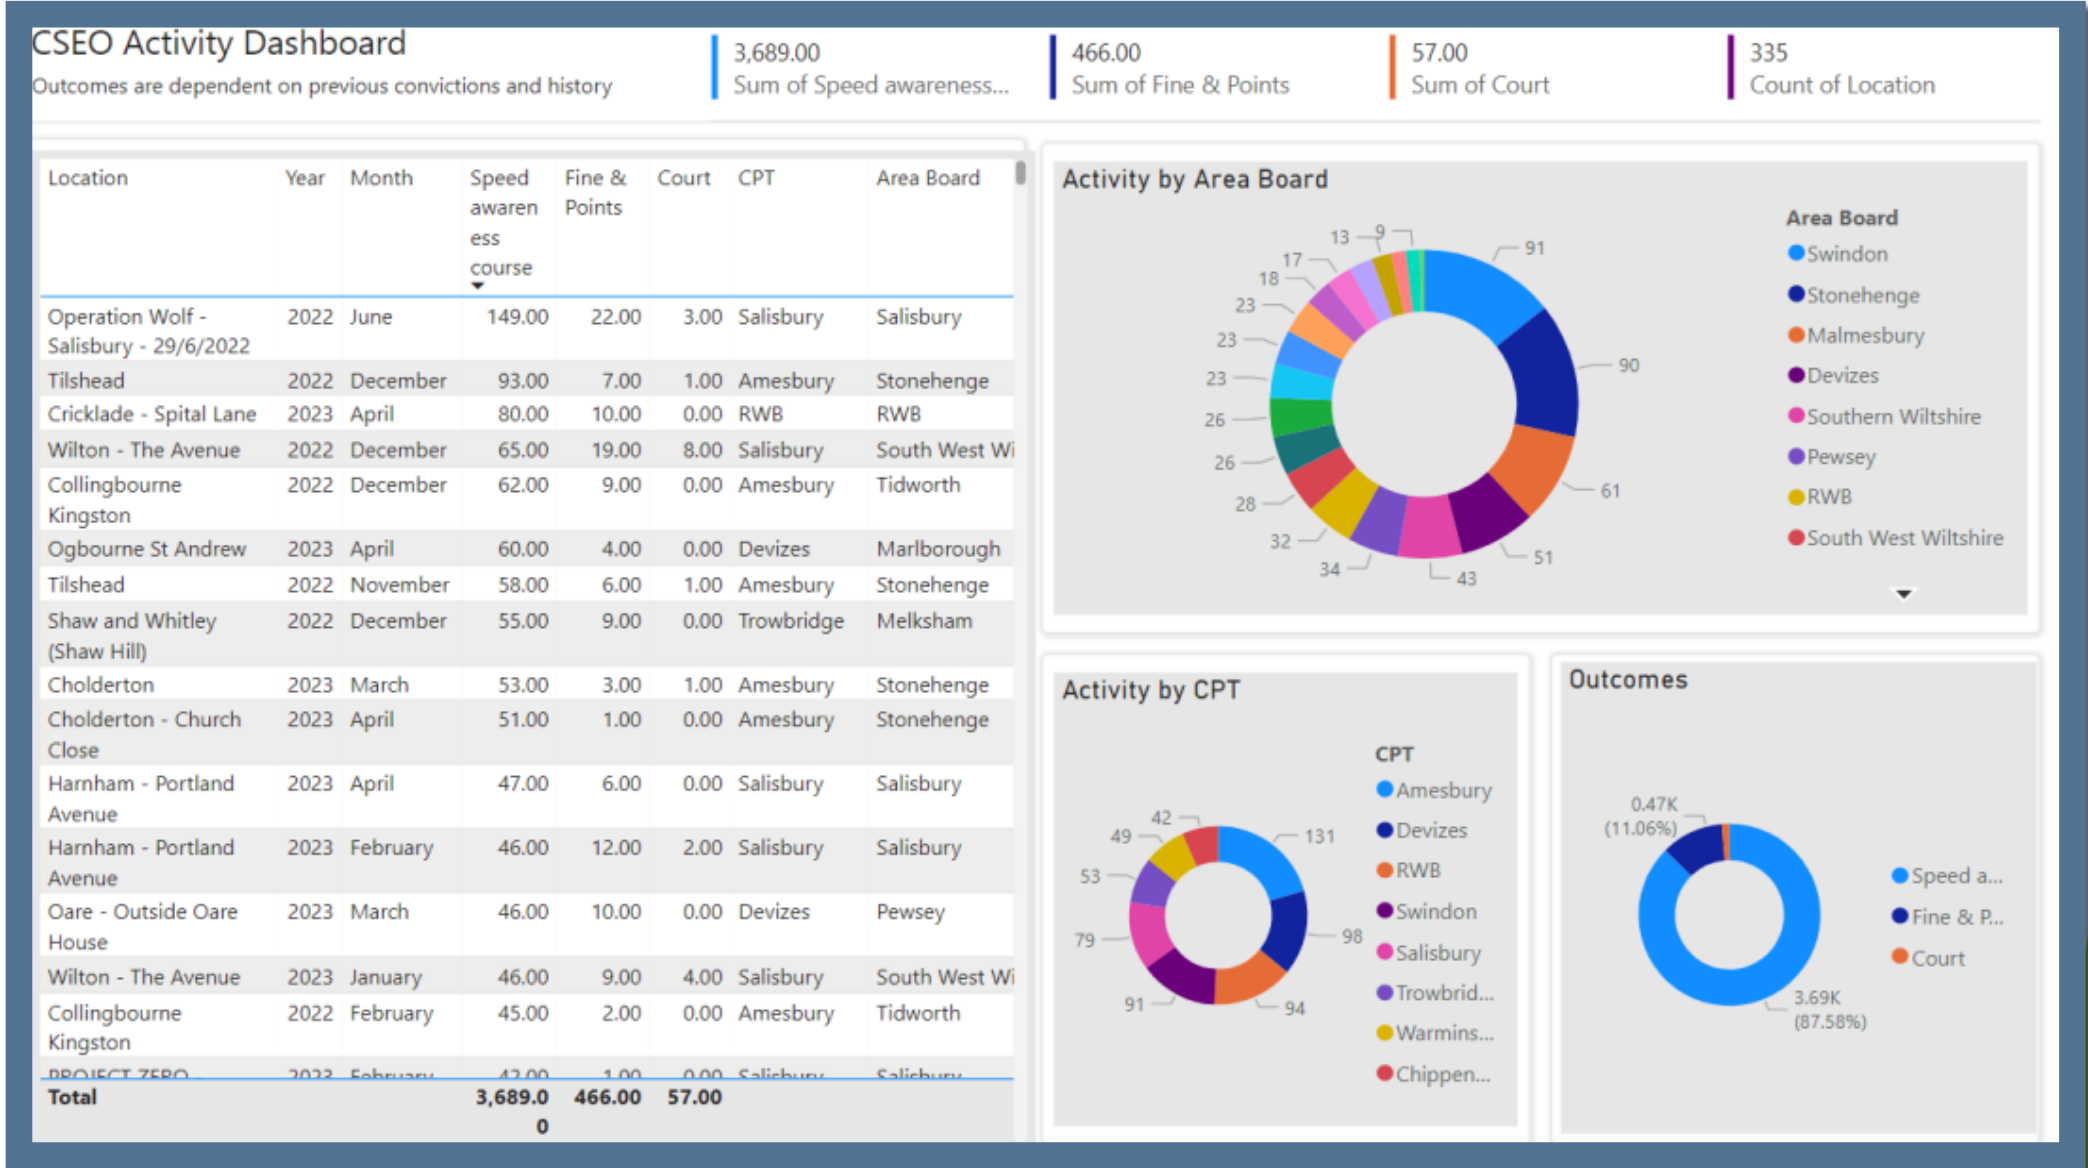 CSEO Activity Dashboard
Outcomes are dependent on previous convictions and history
3,689.00
Sum of Speed awareness...
466.00
Sum of Fine & Points
57.00
Sum of Court
335
Count of Location
Location Year Month Speed awaren ess course Fine & Points Court CPT Area Board
Operation Wolf - 2022 June 149.00 22.00 3.00 Salisbury Salisbury
Salisbury - 29/6/2022
Tilshead 2022 December 93.00 7.00 1.00 Amesbury Stonehenge
Cricklade - Spital Lane 2023 April 80.00 10.00 0.00 RWB RWB
Wilton - The Avenue 2022 December 65.00 19.00 8.00 Salisbury South West Wi
Collingbourne 2022 December 62.00 9.00 0.00 Amesbury Tidworth
Kingston
Ogbourne St Andrew 2023 April 60.00 4.00 0.00 Devizes Marlborough
Tilshead 2022 November 58.00 6.00 1.00 Amesbury Stonehenge
Shaw and Whitley 2022 December 55.00 9.00 0.00 Trowbridge Melksham
(Shaw Hill)
Cholderton 2023 March 53.00 3.00 1.00 Amesbury Stonehenge
Cholderton - Church 2023 April 51.00 1.00 0.00 Amesbury Stonehenge
Close
Harnham - Portland 2023 April 47.00 6.00 0.00 Salisbury Salisbury
Avenue
Harnham - Portland 2023 February 46.00 12.00 2.00 Salisbury Salisbury
Avenue
Oare - Outside Oare 2023 March 46.00 10.00 0.00 Devizes Pewsey
House
Wilton - The Avenue 2023 January 46.00 9.00 4.00 Salisbury South West Wi
Collingbourne 2022 February 45.00 2.00 0.00 Amesbury Tidworth
Kingston
PROJECT ZERO 2023 February 42.00 1.00 0.00 Salisbury Salisbury
Total 3,689.0 466.00 57.00
0
Activity by Area Board
91
90
61
51
43
34
32
28
26
26
23
23
23
18
17
13
9
Area Board
Swindon
Stonehenge
Malmesbury
Devizes
Southern Wiltshire
Pewsey
RWB
South West Wiltshire
Activity by CPT
131
98
94
91
79
53
49
42
CPT
Amesbury
Devizes
RWB
Swindon
Salisbury
Trowbrid...
Warmins...
Chippen...
Outcomes
0.47K
(11.06%)
3.69K
(87.58%)
Speed a...
Fine & P...
Court